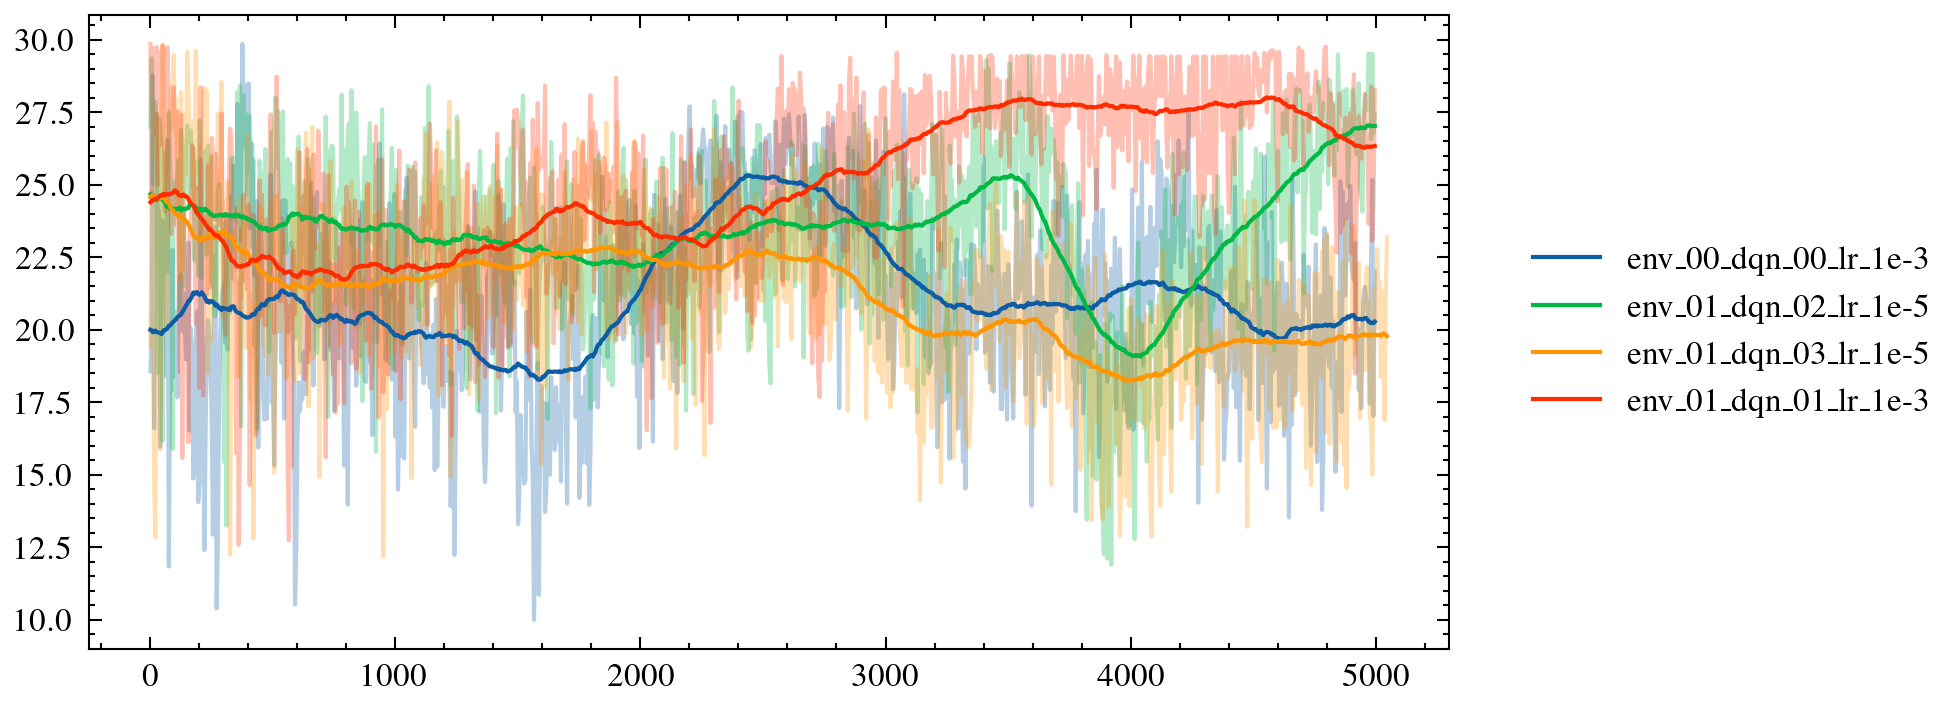 30.0
27.5
25.0
22.5
20.0
17.5
15.0
12.5
10.0
0 1000 2000 3000 4000 5000
env_00_dqn_00_lr_1e-3
env_01_dqn_02_lr_1e-5
env_01_dqn_03_lr_1e-5
env_01_dqn_01_lr_1e-3